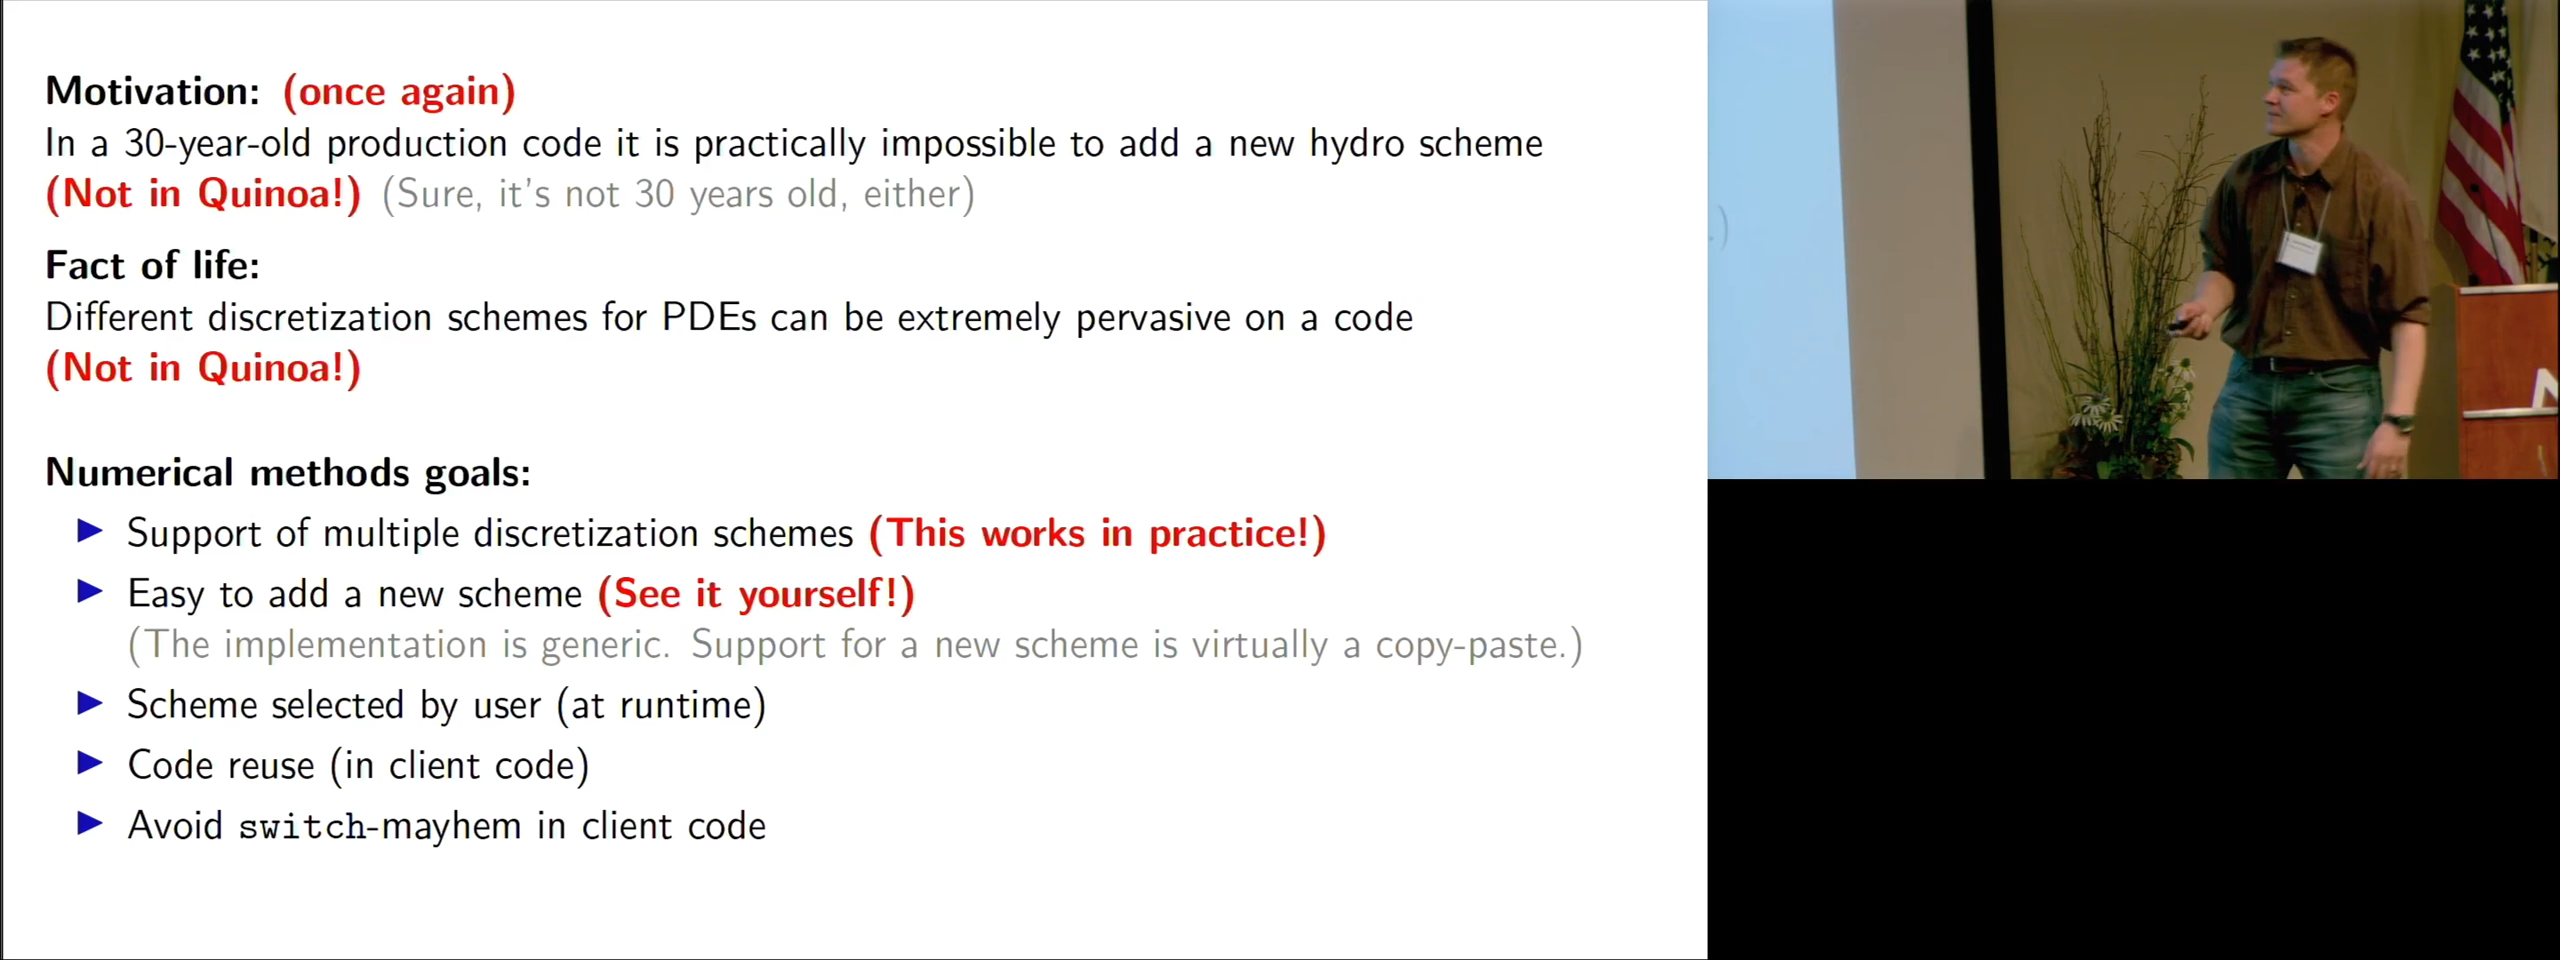 Motivation: (once again)
In a 30-year-old production code it is practically impossible to add a new hydro scheme
(Not in Quinoa!) (Sure, it's not 30 years old, either)
Fact of life:
Different discretization schemes for PDEs can be extremely pervasive on a code
(Not in Quinoa!)
Numerical methods goals:
▶ Support of multiple discretization schemes (This works in practice!)
▶ Easy to add a new scheme (See it yourself!)
(The implementation is generic. Support for a new scheme is virtually a copy-paste.)
▶ Scheme selected by user (at runtime)
▶ Code reuse (in client code)
▶ Avoid switch-mayhem in client code
.)